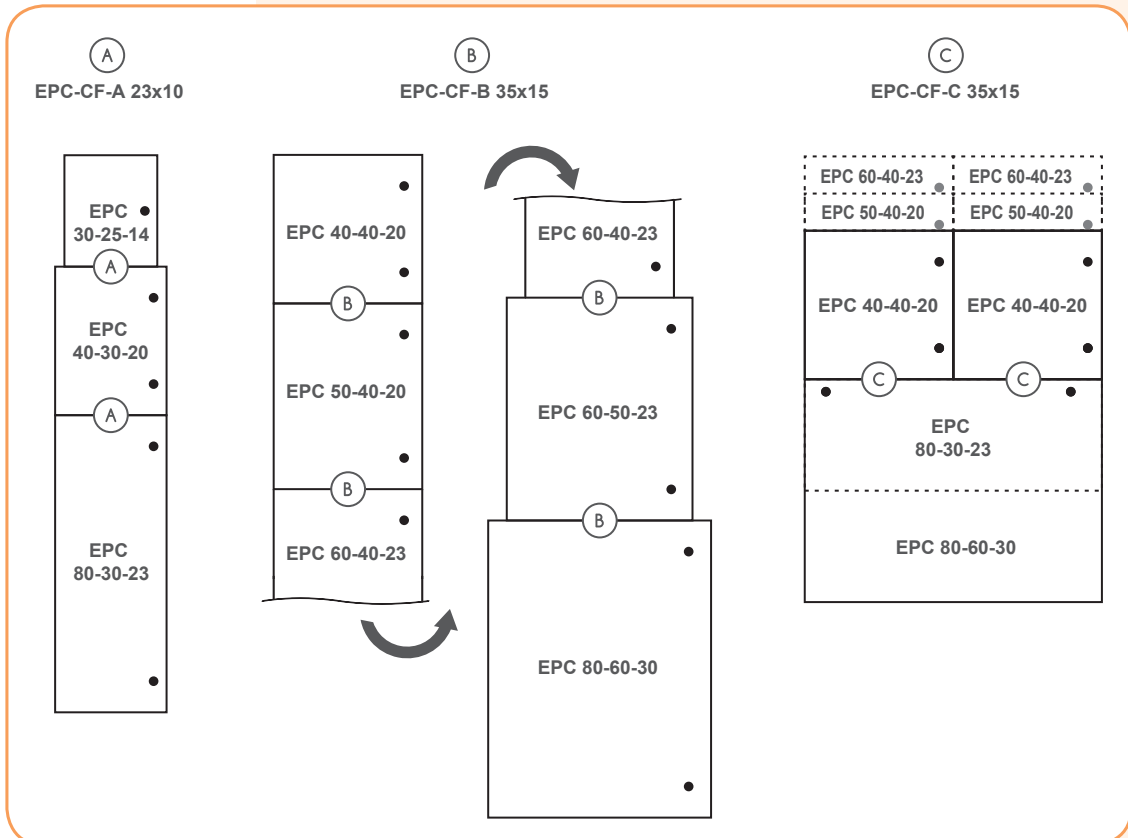 A
EPC-CF-A 23x10
EPC
30-25-14
A
EPC
40-30-20
A
EPC
80-30-23
B
EPC-CF-B 35x15
EPC 40-40-20
B
EPC 50-40-20
B
EPC 60-40-23
EPC 60-40-23
B
EPC 60-50-23
B
EPC 80-60-30
C
EPC-CF-C 35x15
EPC 60-40-23 EPC 60-40-23
EPC 50-40-20 EPC 50-40-20
EPC 40-40-20 EPC 40-40-20
C C
EPC
80-30-23
EPC 80-60-30